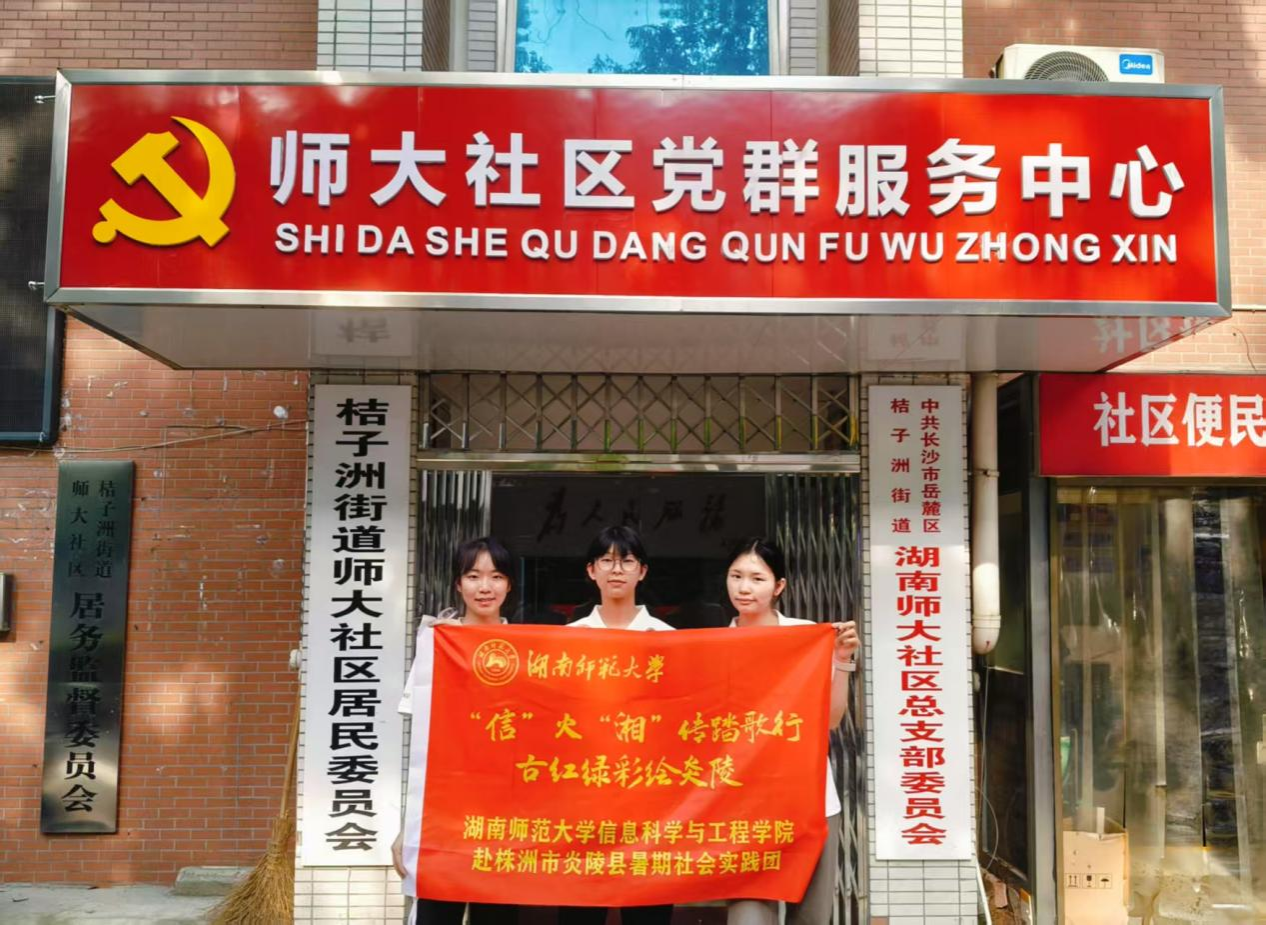 Midea
师大社区党群服务中心
SHI DA SHE QU DANG QUN FU WU ZHONG XIN
桔子洲街道
师大社区
居务监督委员会
桔子洲街道师大社区居民委员会
为人民服务
中共长沙市岳麓区
桔子洲街道
湖南师大社区总支部委员会
社区便民
湖南师范大学
“信”火“湘”传踏歌行
古红绿彩绘炎陵
湖南师范大学信息科学与工程学院
赴株洲市炎陵县暑期社会实践团